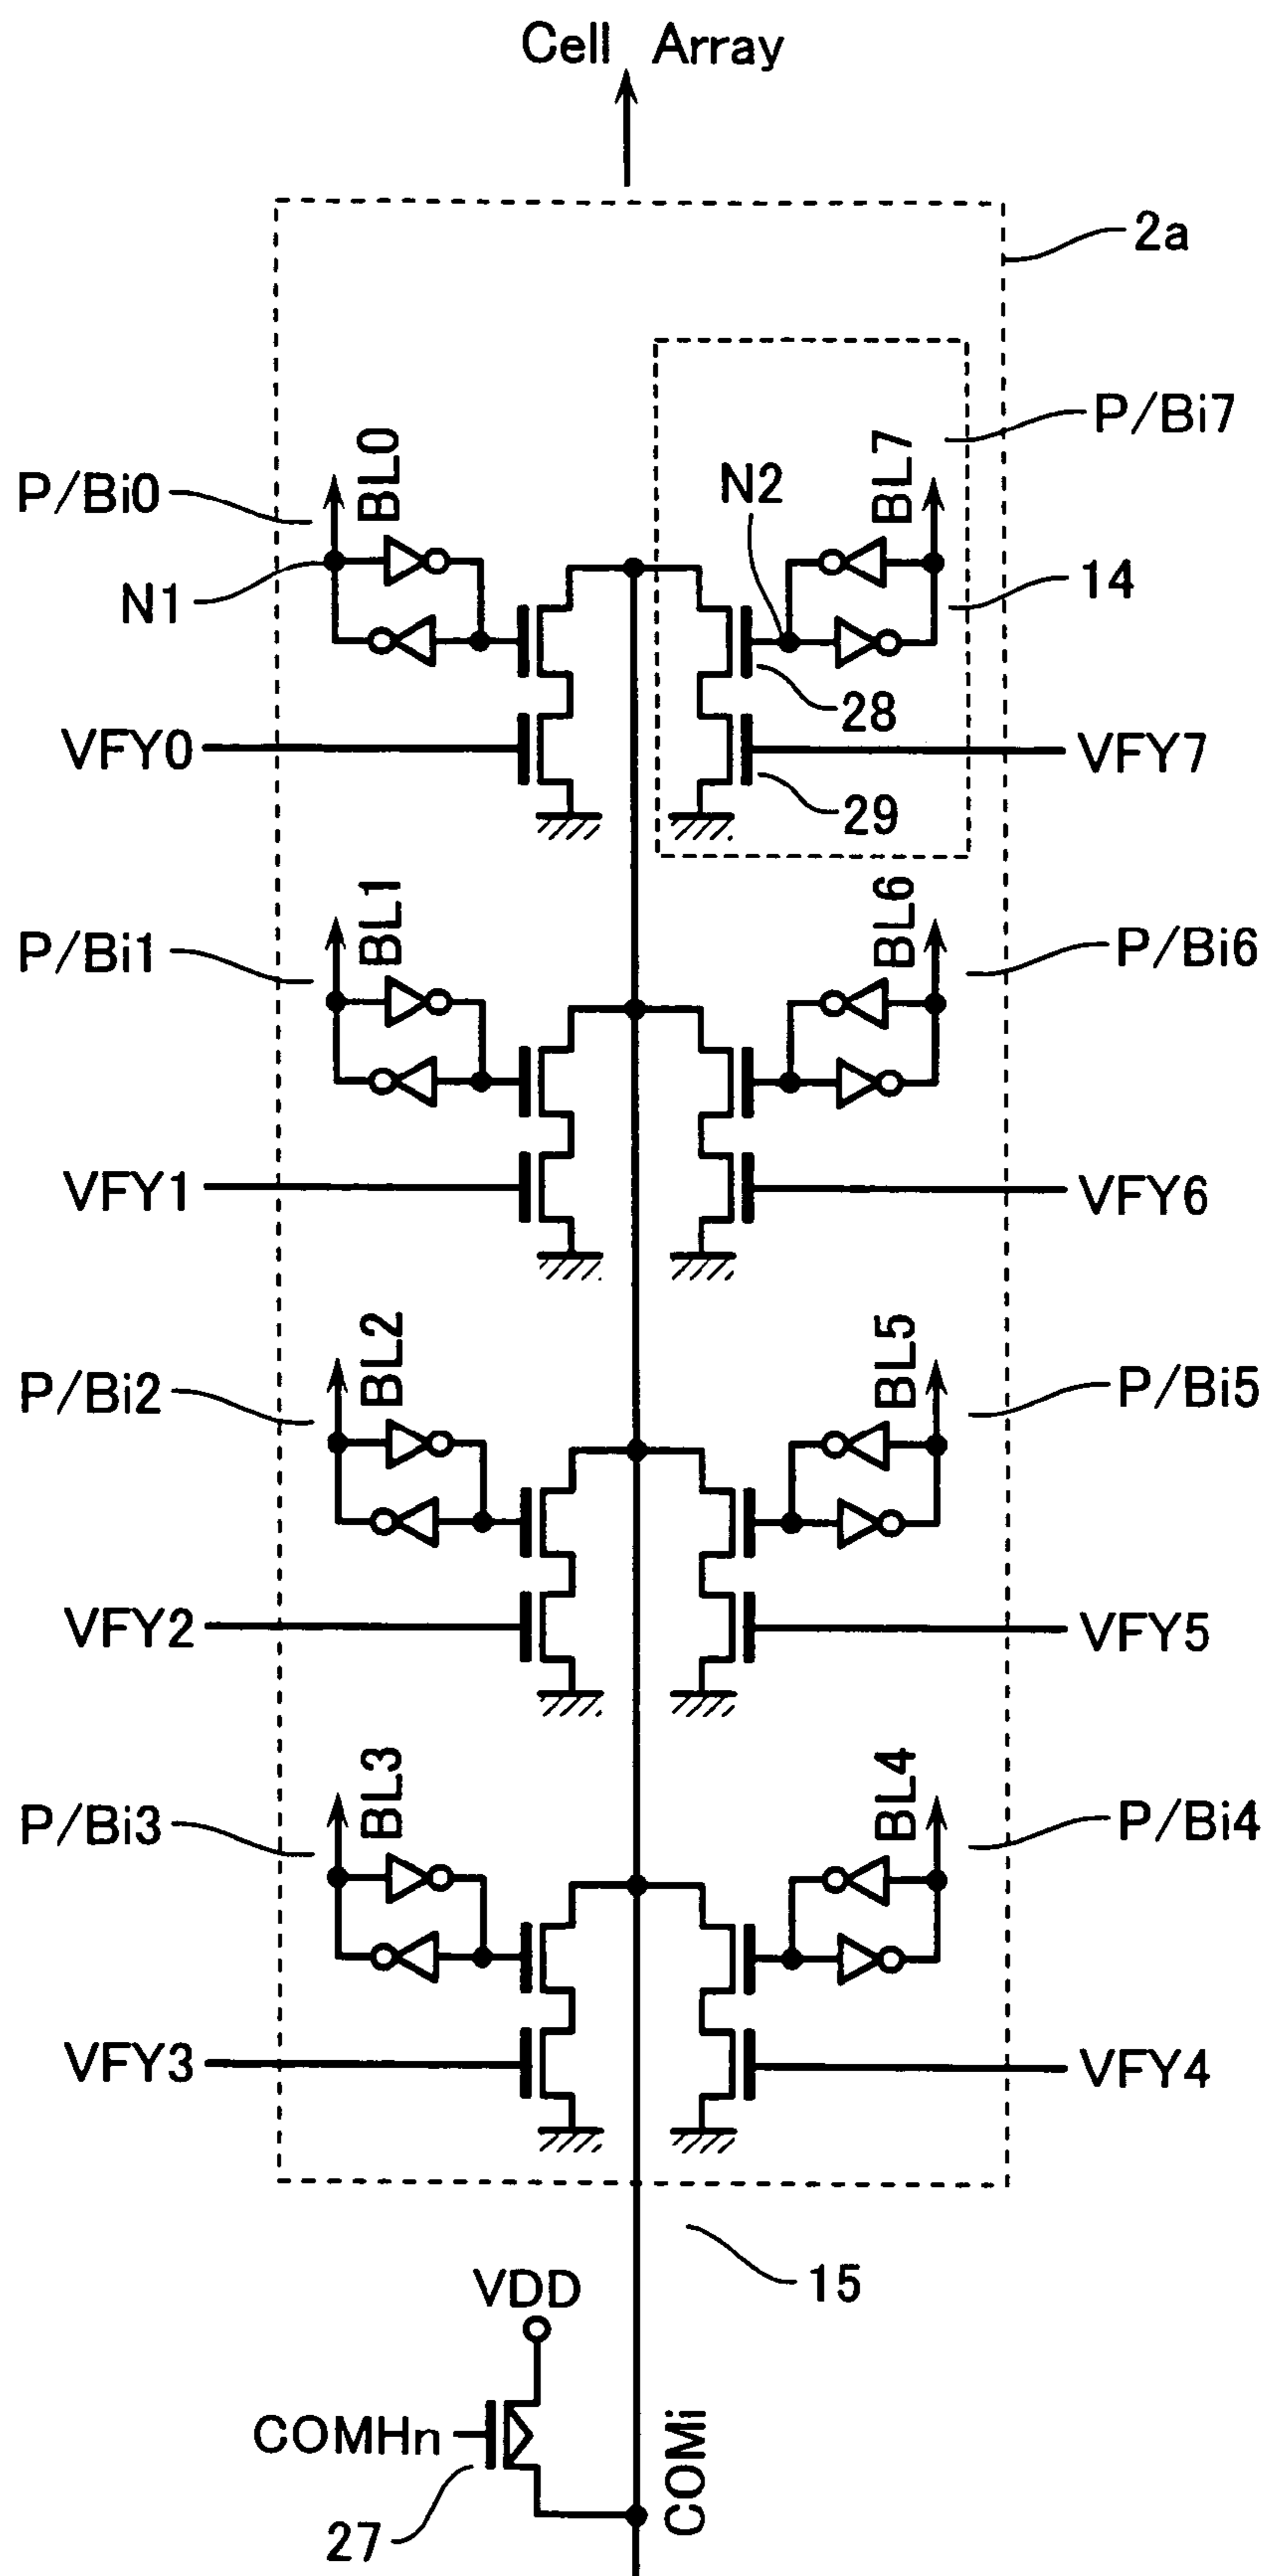 Cell Array
2a
P/Bi7
P/Bi0
BL0
N2
BL7
N1
14
28
VFY0
VFY7
29
P/Bi1
BL1
BL6
P/Bi6
VFY1
VFY6
P/Bi2
BL2
BL5
P/Bi5
VFY2
VFY5
P/Bi3
BL3
BL4
P/Bi4
VFY3
VFY4
15
VDD
COMHn
COMi
27